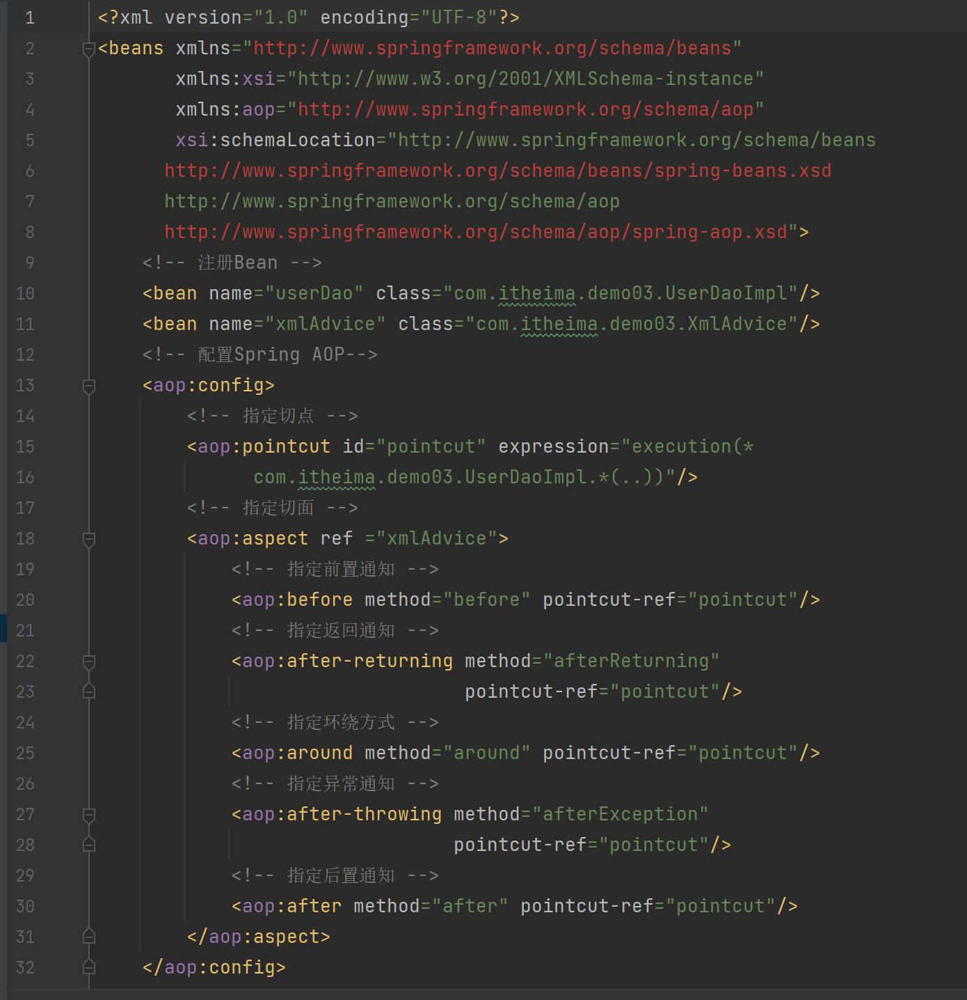 1 <?xml version="1.0" encoding="UTF-8"?>
2 <beans xmlns="http://www.springframework.org/schema/beans"
3 xmlns:xsi="http://www.w3.org/2001/XMLSchema-instance"
4 xmlns:aop="http://www.springframework.org/schema/aop"
5 xsi:schemaLocation="http://www.springframework.org/schema/beans
6 http://www.springframework.org/schema/beans/spring-beans.xsd
7 http://www.springframework.org/schema/aop
8 http://www.springframework.org/schema/aop/spring-aop.xsd">
9 <!-- 注册Bean -->
10 <bean name="userDao" class="com.itheima.demo03.UserDaoImpl"/>
11 <bean name="xmlAdvice" class="com.itheima.demo03.XmlAdvice"/>
12 <!-- 配置Spring AOP-->
13 <aop:config>
14 <!-- 指定切点 -->
15 <aop:pointcut id="pointcut" expression="execution(*
16 com.itheima.demo03.UserDaoImpl.*(..))"/>
17 <!-- 指定切面 -->
18 <aop:aspect ref ="xmlAdvice">
19 <!-- 指定前置通知 -->
20 <aop:before method="before" pointcut-ref="pointcut"/>
21 <!-- 指定返回通知 -->
22 <aop:after-returning method="afterReturning"
23 pointcut-ref="pointcut"/>
24 <!-- 指定环绕方式 -->
25 <aop:around method="around" pointcut-ref="pointcut"/>
26 <!-- 指定异常通知 -->
27 <aop:after-throwing method="afterException"
28 pointcut-ref="pointcut"/>
29 <!-- 指定后置通知 -->
30 <aop:after method="after" pointcut-ref="pointcut"/>
31 </aop:aspect>
32 </aop:config>